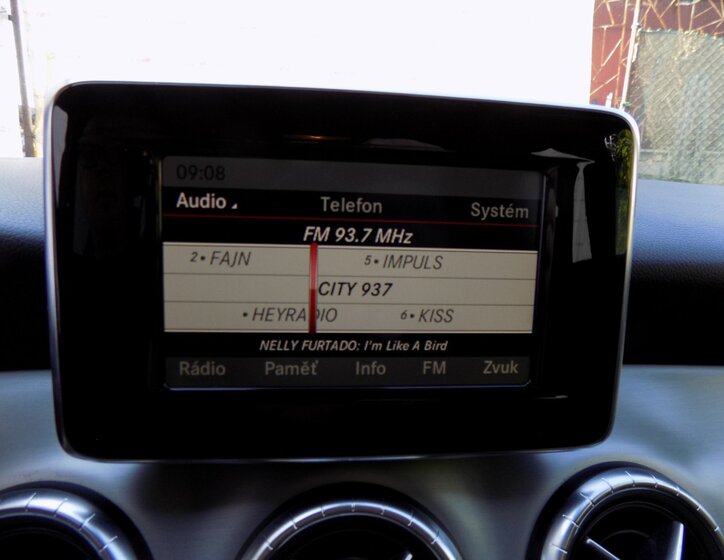 09:08
Audio Telefon Systém
FM 93.7 MHz
2• FAJN 5• IMPULS
CITY 937
• HEYRADIO 6• KISS
NELLY FURTADO: I'm Like A Bird
Rádio Paměť Info FM Zvuk